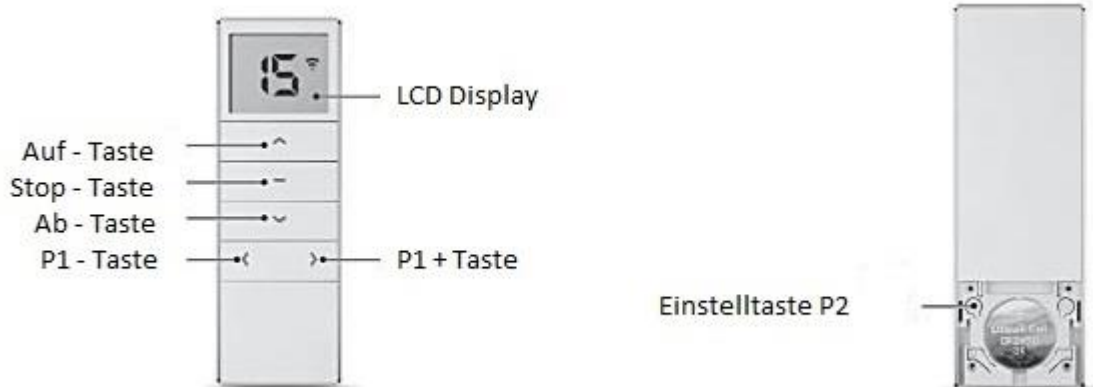 15
LCD Display
Auf - Taste
Stop - Taste
Ab - Taste
P1 - Taste
P1 + Taste
Einstelltaste P2